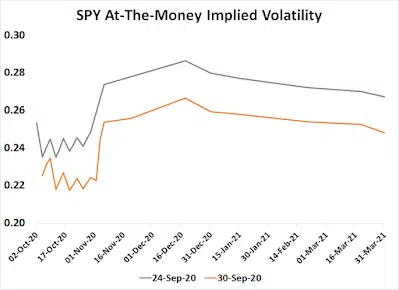 SPY At-The-Money Implied Volatility
0.30
0.28
0.26
0.24
0.22
0.20
02-Oct-20
17-Oct-20
01-Nov-20
16-Nov-20
01-Dec-20
16-Dec-20
31-Dec-20
15-Jan-21
30-Jan-21
14-Feb-21
01-Mar-21
16-Mar-21
31-Mar-21
24-Sep-20 30-Sep-20